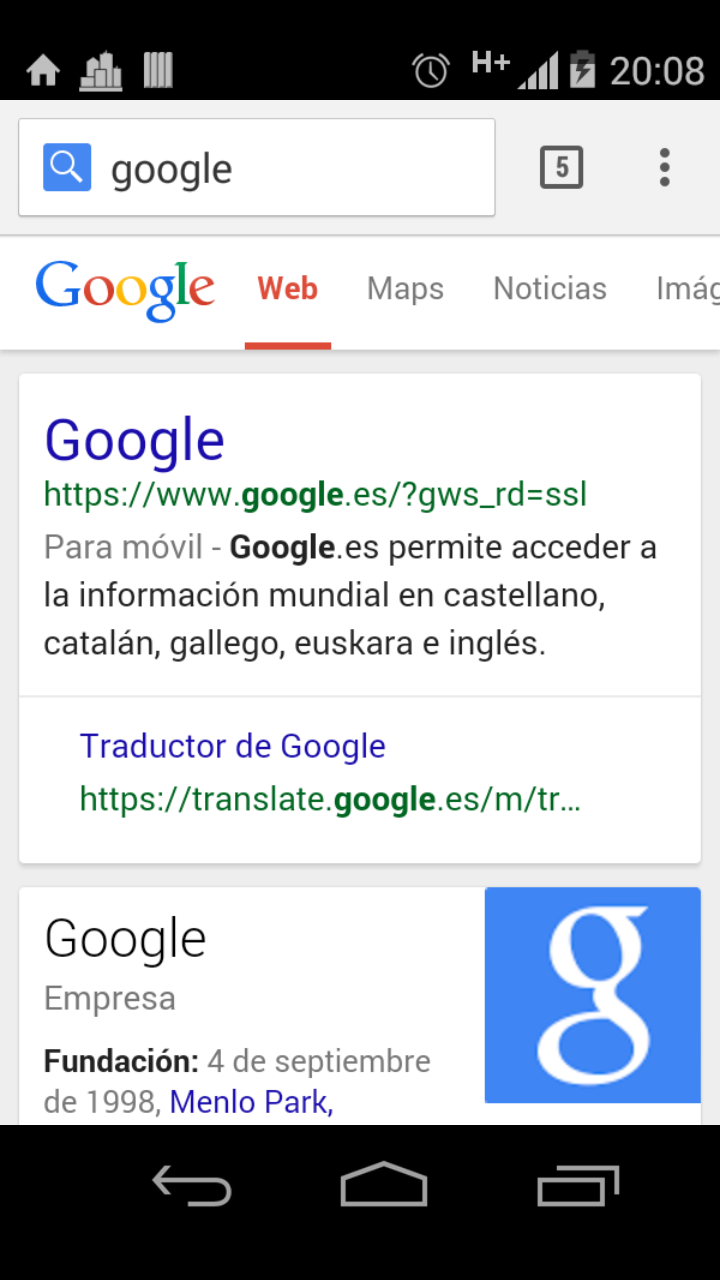 H+ 20:08
google 5
Google Web Maps Noticias Imág
Google
https://www.google.es/?gws_rd=ssl
Para móvil - Google.es permite acceder a
la información mundial en castellano,
catalán, gallego, euskara e inglés.
Traductor de Google
https://translate.google.es/m/tr...
Google
Empresa
g
Fundación: 4 de septiembre
de 1998, Menlo Park,